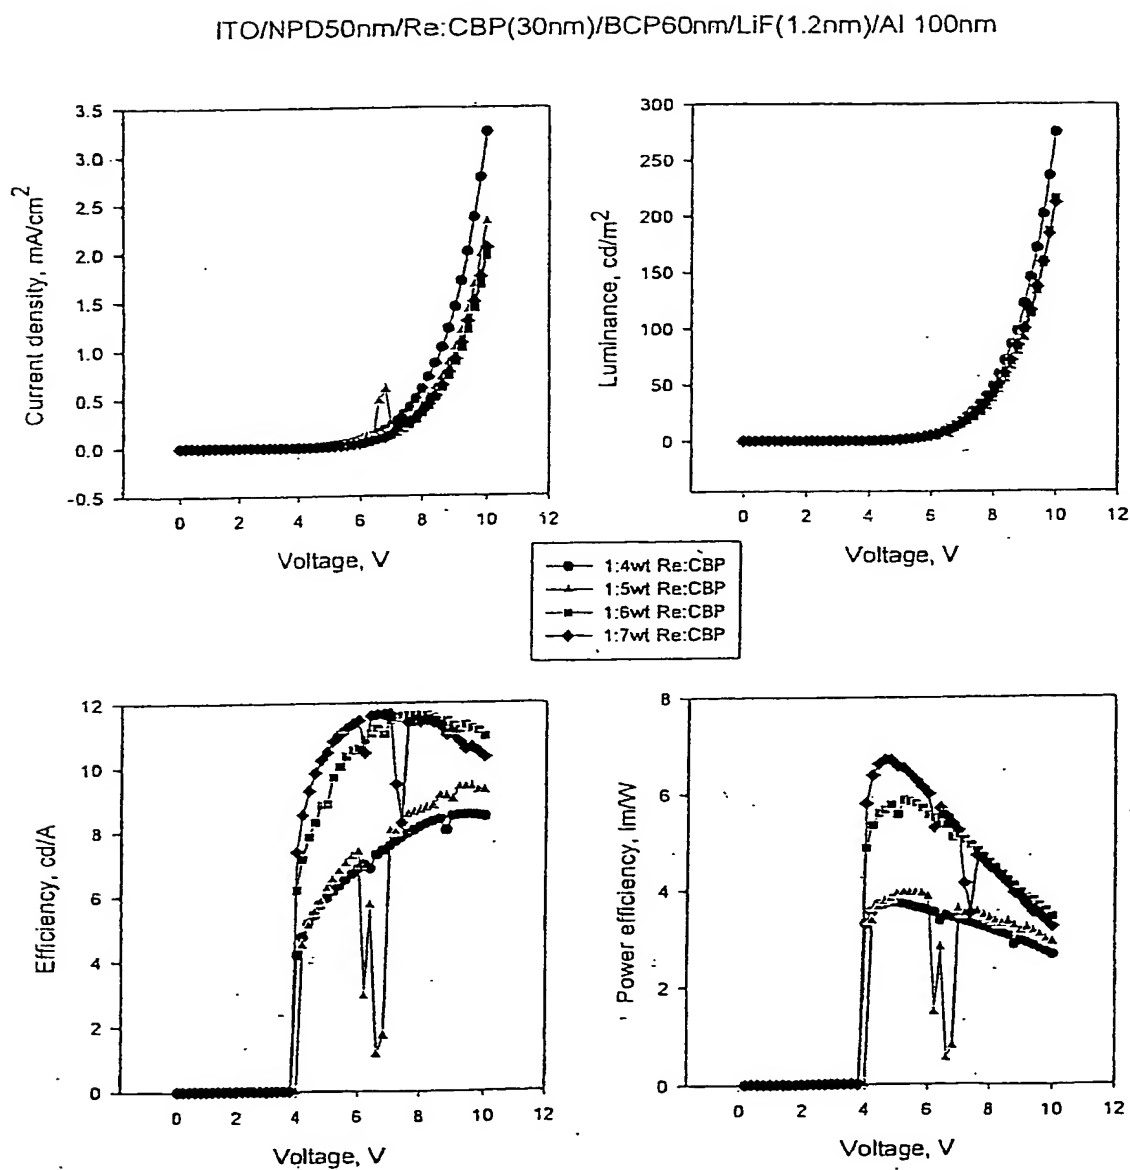 ITO/NPD50nm/Re:CBP(30nm)/BCP60nm/LiF(1.2nm)/Al 100nm
3.5
3.0
2.5
2.0
1.5
1.0
0.5
0.0
-0.5
Current density, mA/cm2
0 2 4 6 8 10 12
Voltage, V
300
250
200
150
100
50
0
Luminance, cd/m2
0 2 4 6 8 10 12
Voltage, V
1:4wt Re:CBP
1:5wt Re:CBP
1:6wt Re:CBP
1:7wt Re:CBP
12
10
8
6
4
2
0
Efficiency, cd/A
0 2 4 6 8 10 12
Voltage, V
8
6
4
2
0
Power efficiency, lm/W
0 2 4 6 8 10 12
Voltage, V